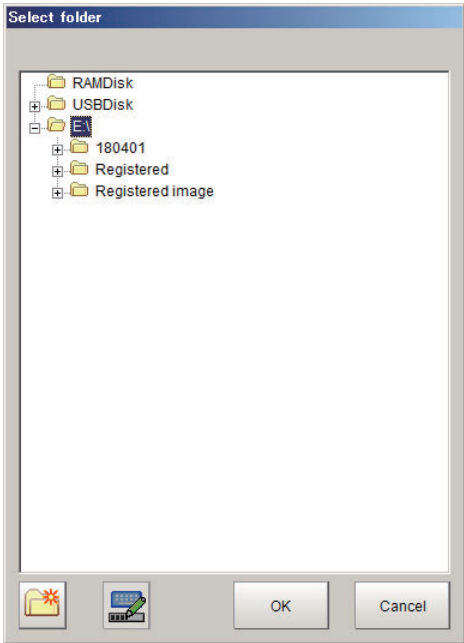 Select folder
RAMDisk
USBDisk
E:\
180401
Registered
Registered image
OK Cancel